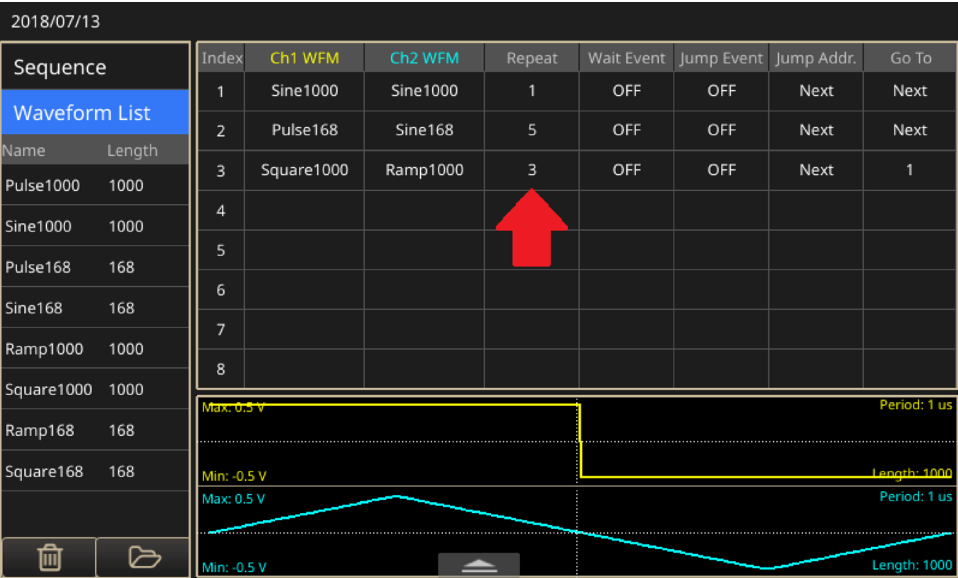 2018/07/13
Sequence
Waveform List
Name Length
Pulse1000 1000
Sine1000 1000
Pulse168 168
Sine168 168
Ramp1000 1000
Square1000 1000
Ramp168 168
Square168 168
Index Ch1 WFM Ch2 WFM Repeat Wait Event Jump Event Jump Addr. Go To
1 Sine1000 Sine1000 1 OFF OFF Next Next
2 Pulse168 Sine168 5 OFF OFF Next Next
3 Square1000 Ramp1000 3 OFF OFF Next 1
4
5
6
7
8
Max: 0.5 V Period: 1 us
Min: -0.5 V Length: 1000
Max: 0.5 V Period: 1 us
Min: -0.5 V Length: 1000